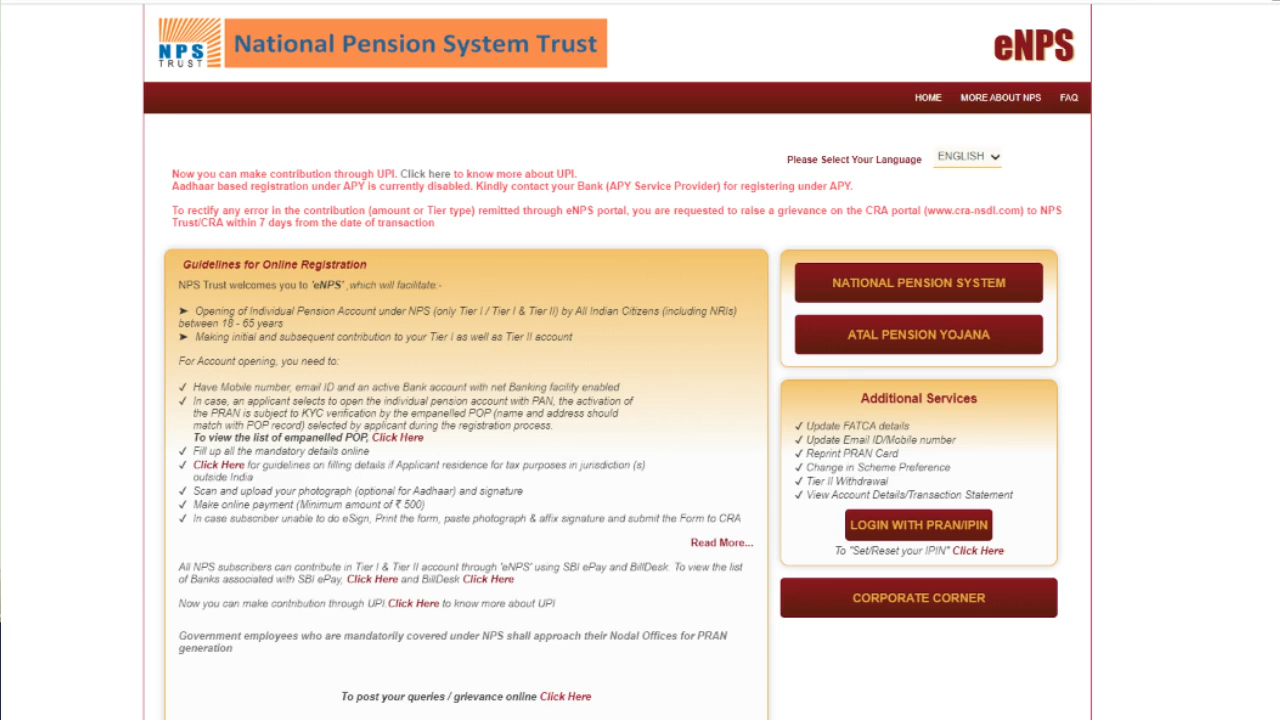 NPS
TRUST
National Pension System Trust
eNPS
HOME MORE ABOUT NPS FAQ
Please Select Your Language ENGLISH
Now you can make contribution through UPI. Click here to know more about UPI.
Aadhaar based registration under APY is currently disabled. Kindly contact your Bank (APY Service Provider) for registering under APY.
To rectify any error in the contribution (amount or Tier type) remitted through eNPS portal, you are requested to raise a grievance on the CRA portal (www.cra-nsdl.com) to NPS
Trust/CRA within 7 days from the date of transaction
Guidelines for Online Registration
NPS Trust welcomes you to 'eNPS' ,which will facilitate:-
➤ Opening of Individual Pension Account under NPS (only Tier I / Tier I & Tier II) by All Indian Citizens (including NRIs)
between 18 - 65 years
➤ Making initial and subsequent contribution to your Tier I as well as Tier II account
For Account opening, you need to:
✓ Have Mobile number, email ID and an active Bank account with net Banking facility enabled
✓ In case, an applicant selects to open the individual pension account with PAN, the activation of
the PRAN is subject to KYC verification by the empanelled POP (name and address should
match with POP record) selected by applicant during the registration process.
To view the list of empanelled POP, Click Here
✓ Fill up all the mandatory details online
✓ Click Here for guidelines on filling details if Applicant residence for tax purposes in jurisdiction (s)
outside India
✓ Scan and upload your photograph (optional for Aadhaar) and signature
✓ Make online payment (Minimum amount of ₹ 500)
✓ In case subscriber unable to do eSign, Print the form, paste photograph & affix signature and submit the Form to CRA
Read More...
All NPS subscribers can contribute in Tier I & Tier II account through 'eNPS' using SBI ePay and BillDesk. To view the list
of Banks associated with SBI ePay, Click Here and BillDesk Click Here
Now you can make contribution through UPI.Click Here to know more about UPI
Government employees who are mandatorily covered under NPS shall approach their Nodal Offices for PRAN
generation
To post your queries / grievance online Click Here
NATIONAL PENSION SYSTEM
ATAL PENSION YOJANA
Additional Services
✓ Update FATCA details
✓ Update Email ID/Mobile number
✓ Reprint PRAN Card
✓ Change in Scheme Preference
✓ Tier II Withdrawal
✓ View Account Details/Transaction Statement
LOGIN WITH PRAN/IPIN
To "Set/Reset your IPIN" Click Here
CORPORATE CORNER